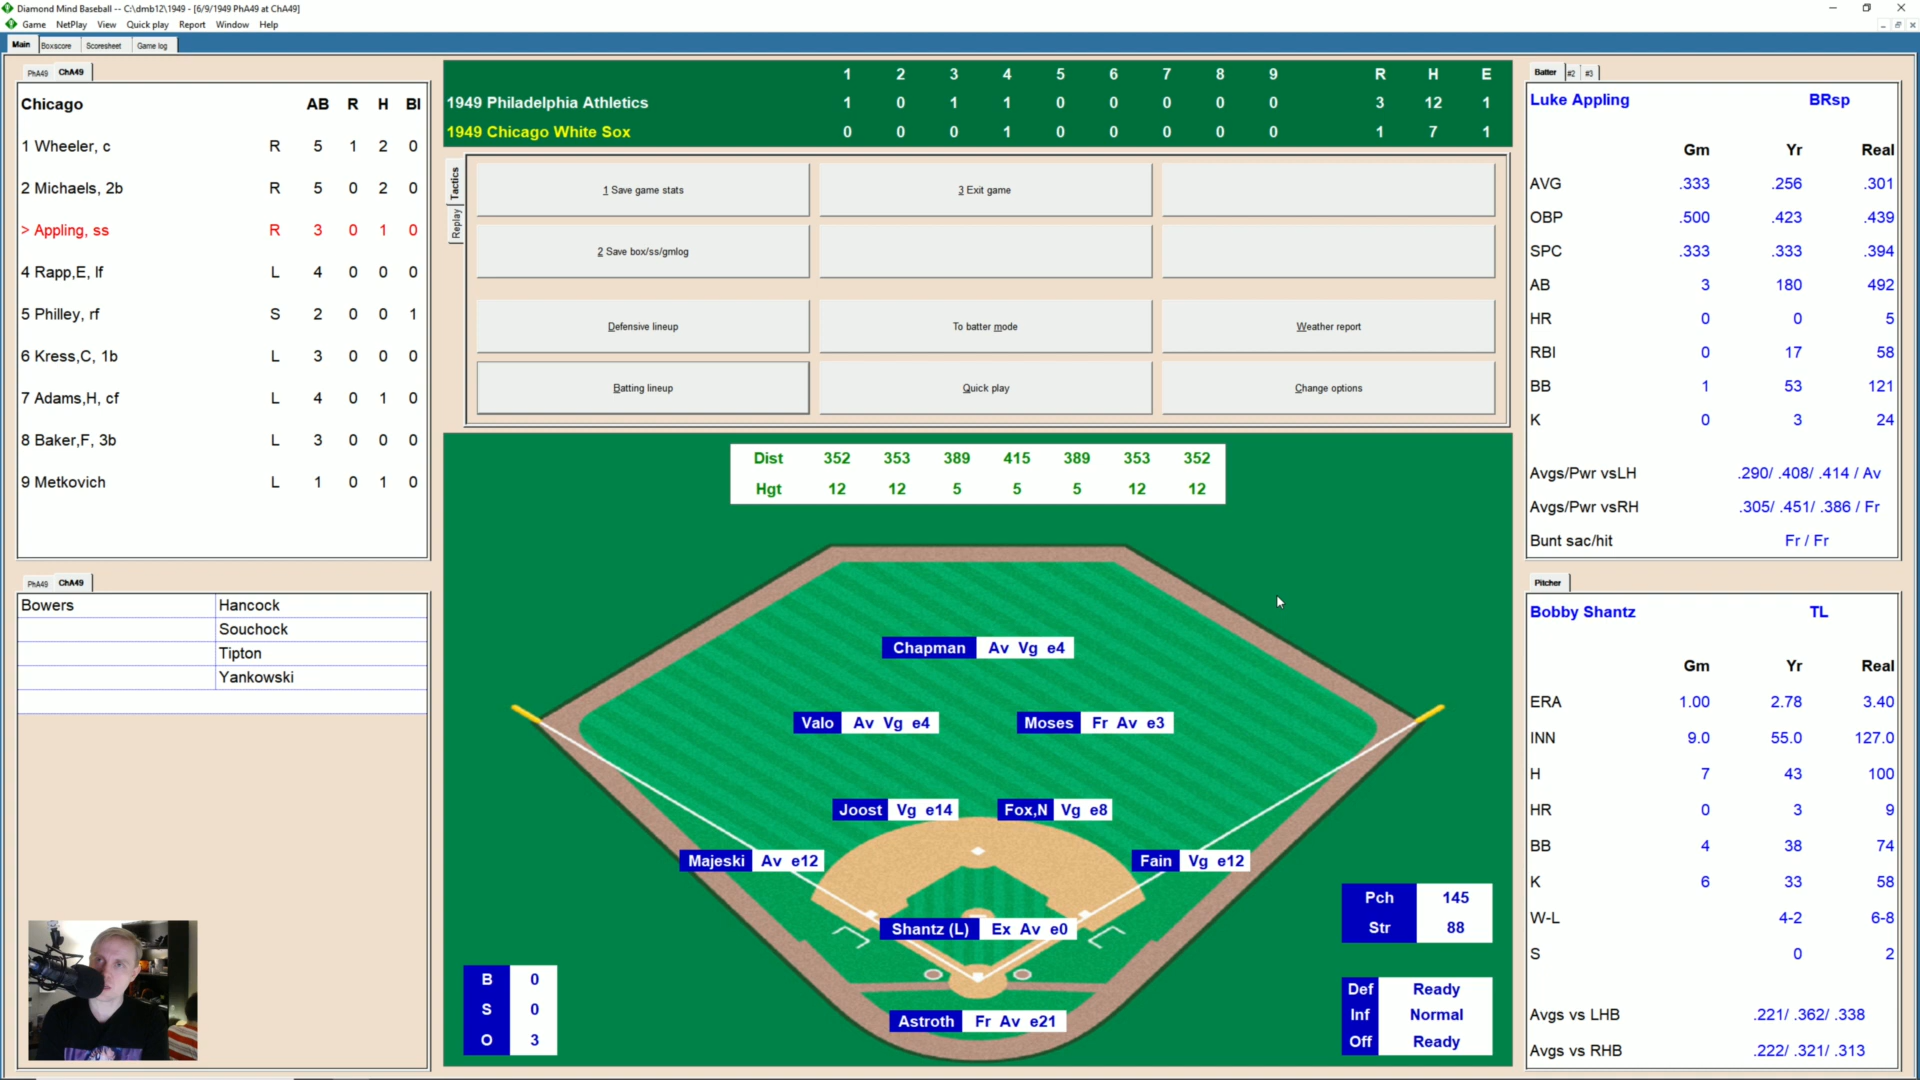 Diamond Mind Baseball -- C:\dmb12\1949 - [6/9/1949 PhA49 at ChA49]
Game NetPlay View Quick play Report Window Help
Main Boxscore Scoresheet Game log
PhA49 ChA49
Chicago AB R H BI
1 Wheeler, c R 5 1 2 0
2 Michaels, 2b R 5 0 2 0
> Appling, ss R 3 0 1 0
4 Rapp,E, lf L 4 0 0 0
5 Philley, rf S 2 0 0 1
6 Kress,C, 1b L 3 0 0 0
7 Adams,H, cf L 4 0 1 0
8 Baker,F, 3b L 3 0 0 0
9 Metkovich L 1 0 1 0
PhA49 ChA49
Bowers Hancock
Souchock
Tipton
Yankowski
1 2 3 4 5 6 7 8 9 R H E
1949 Philadelphia Athletics 1 0 1 1 0 0 0 0 0 3 12 1
1949 Chicago White Sox 0 0 0 1 0 0 0 0 0 1 7 1
Tactics
Replay
1 Save game stats 3 Exit game
2 Save box/ss/gmlog
Defensive lineup To batter mode Weather report
Batting lineup Quick play Change options
Dist 352 353 389 415 389 353 352
Hgt 12 12 5 5 5 12 12
Chapman Av Vg e4
Valo Av Vg e4 Moses Fr Av e3
Joost Vg e14 Fox,N Vg e8
Majeski Av e12 Fain Vg e12
Shantz (L) Ex Av e0
Astroth Fr Av e21
Pch 145
Str 88
B 0
S 0
O 3
Def Ready
Inf Normal
Off Ready
Batter #2 #3
Luke Appling BRsp
Gm Yr Real
AVG .333 .256 .301
OBP .500 .423 .439
SPC .333 .333 .394
AB 3 180 492
HR 0 0 5
RBI 0 17 58
BB 1 53 121
K 0 3 24
Avgs/Pwr vsLH .290/ .408/ .414 / Av
Avgs/Pwr vsRH .305/ .451/ .386 / Fr
Bunt sac/hit Fr / Fr
Pitcher
Bobby Shantz TL
Gm Yr Real
ERA 1.00 2.78 3.40
INN 9.0 55.0 127.0
H 7 43 100
HR 0 3 9
BB 4 38 74
K 6 33 58
W-L 4-2 6-8
S 0 2
Avgs vs LHB .221/ .362/ .338
Avgs vs RHB .222/ .321/ .313